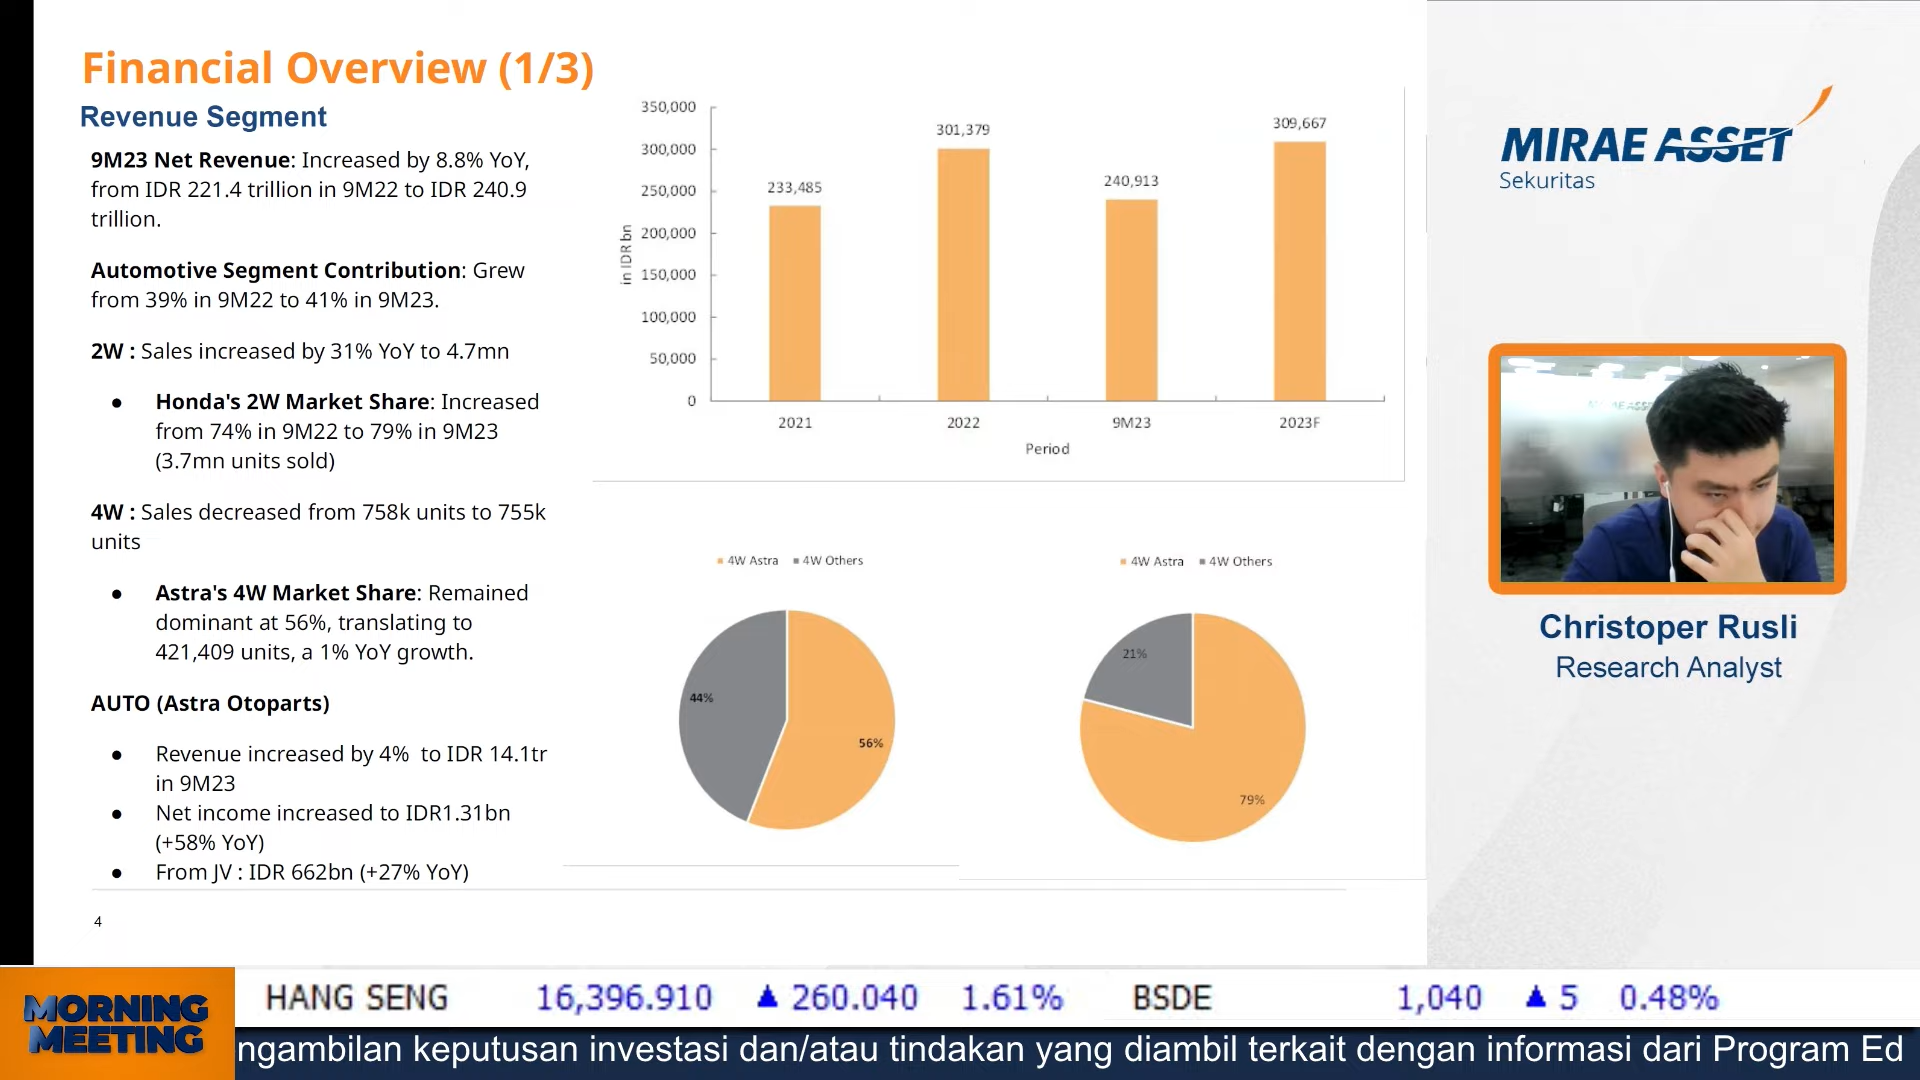 Financial Overview (1/3)
Revenue Segment
9M23 Net Revenue: Increased by 8.8% YoY,
from IDR 221.4 trillion in 9M22 to IDR 240.9
trillion.
Automotive Segment Contribution: Grew
from 39% in 9M22 to 41% in 9M23.
2W : Sales increased by 31% YoY to 4.7mn
● Honda's 2W Market Share: Increased
from 74% in 9M22 to 79% in 9M23
(3.7mn units sold)
4W : Sales decreased from 758k units to 755k
units
● Astra's 4W Market Share: Remained
dominant at 56%, translating to
421,409 units, a 1% YoY growth.
AUTO (Astra Otoparts)
● Revenue increased by 4%  to IDR 14.1tr
in 9M23
● Net income increased to IDR1.31bn
(+58% YoY)
● From JV : IDR 662bn (+27% YoY)
4
350,000
300,000
250,000
200,000
150,000
100,000
50,000
0
in IDR bn
233,485
301,379
240,913
309,667
2021 2022 9M23 2023F
Period
4W Astra 4W Others
44%
56%
4W Astra 4W Others
21%
79%
MIRAE ASSET
Sekuritas
Christoper Rusli
Research Analyst
MORNING
MEETING
HANG SENG 16,396.910 ▲ 260.040 1.61% BSDE 1,040 ▲ 5 0.48%
ngambilan keputusan investasi dan/atau tindakan yang diambil terkait dengan informasi dari Program Ed